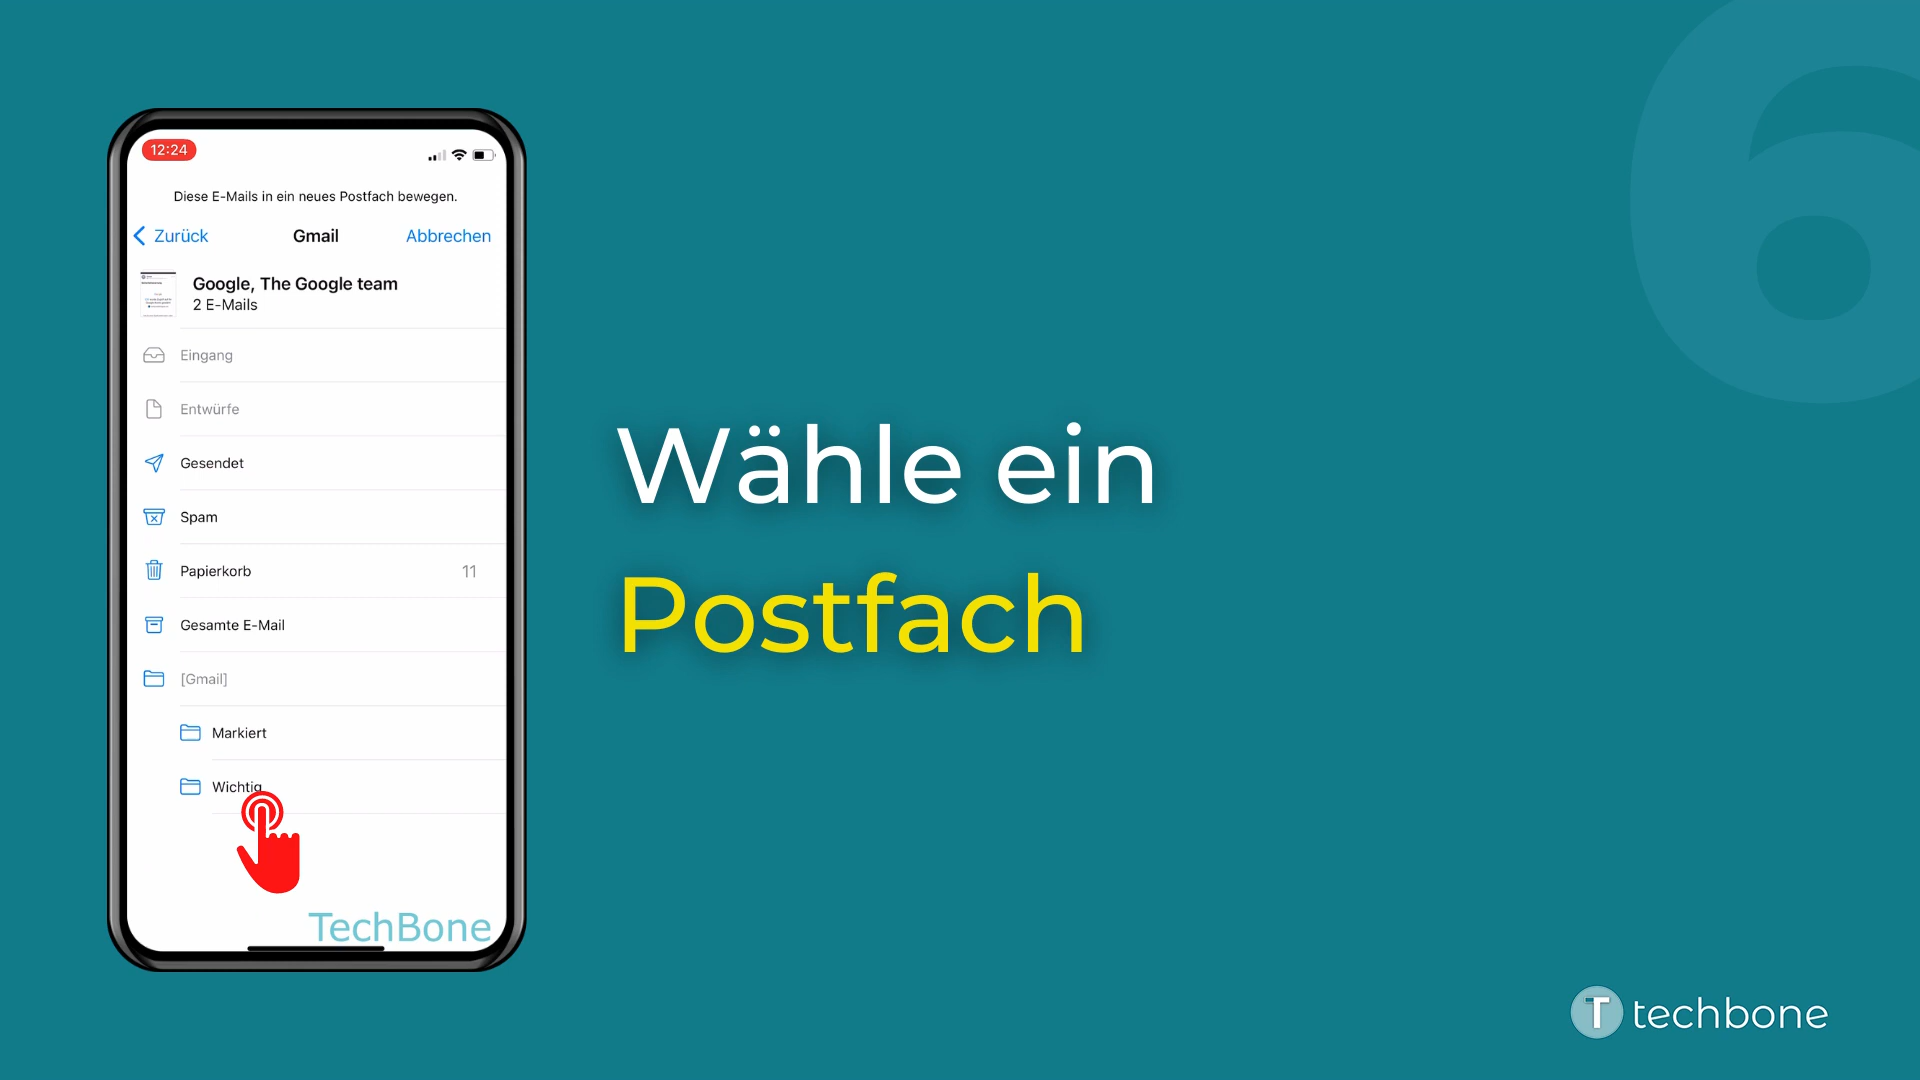 6
12:24
Diese E-Mails in ein neues Postfach bewegen.
Zurück Gmail Abbrechen
Google, The Google team
2 E-Mails
Eingang
Entwürfe
Gesendet
Spam
Papierkorb 11
Gesamte E-Mail
[Gmail]
Markiert
Wichtig
TechBone
Wähle ein
Postfach
T techbone